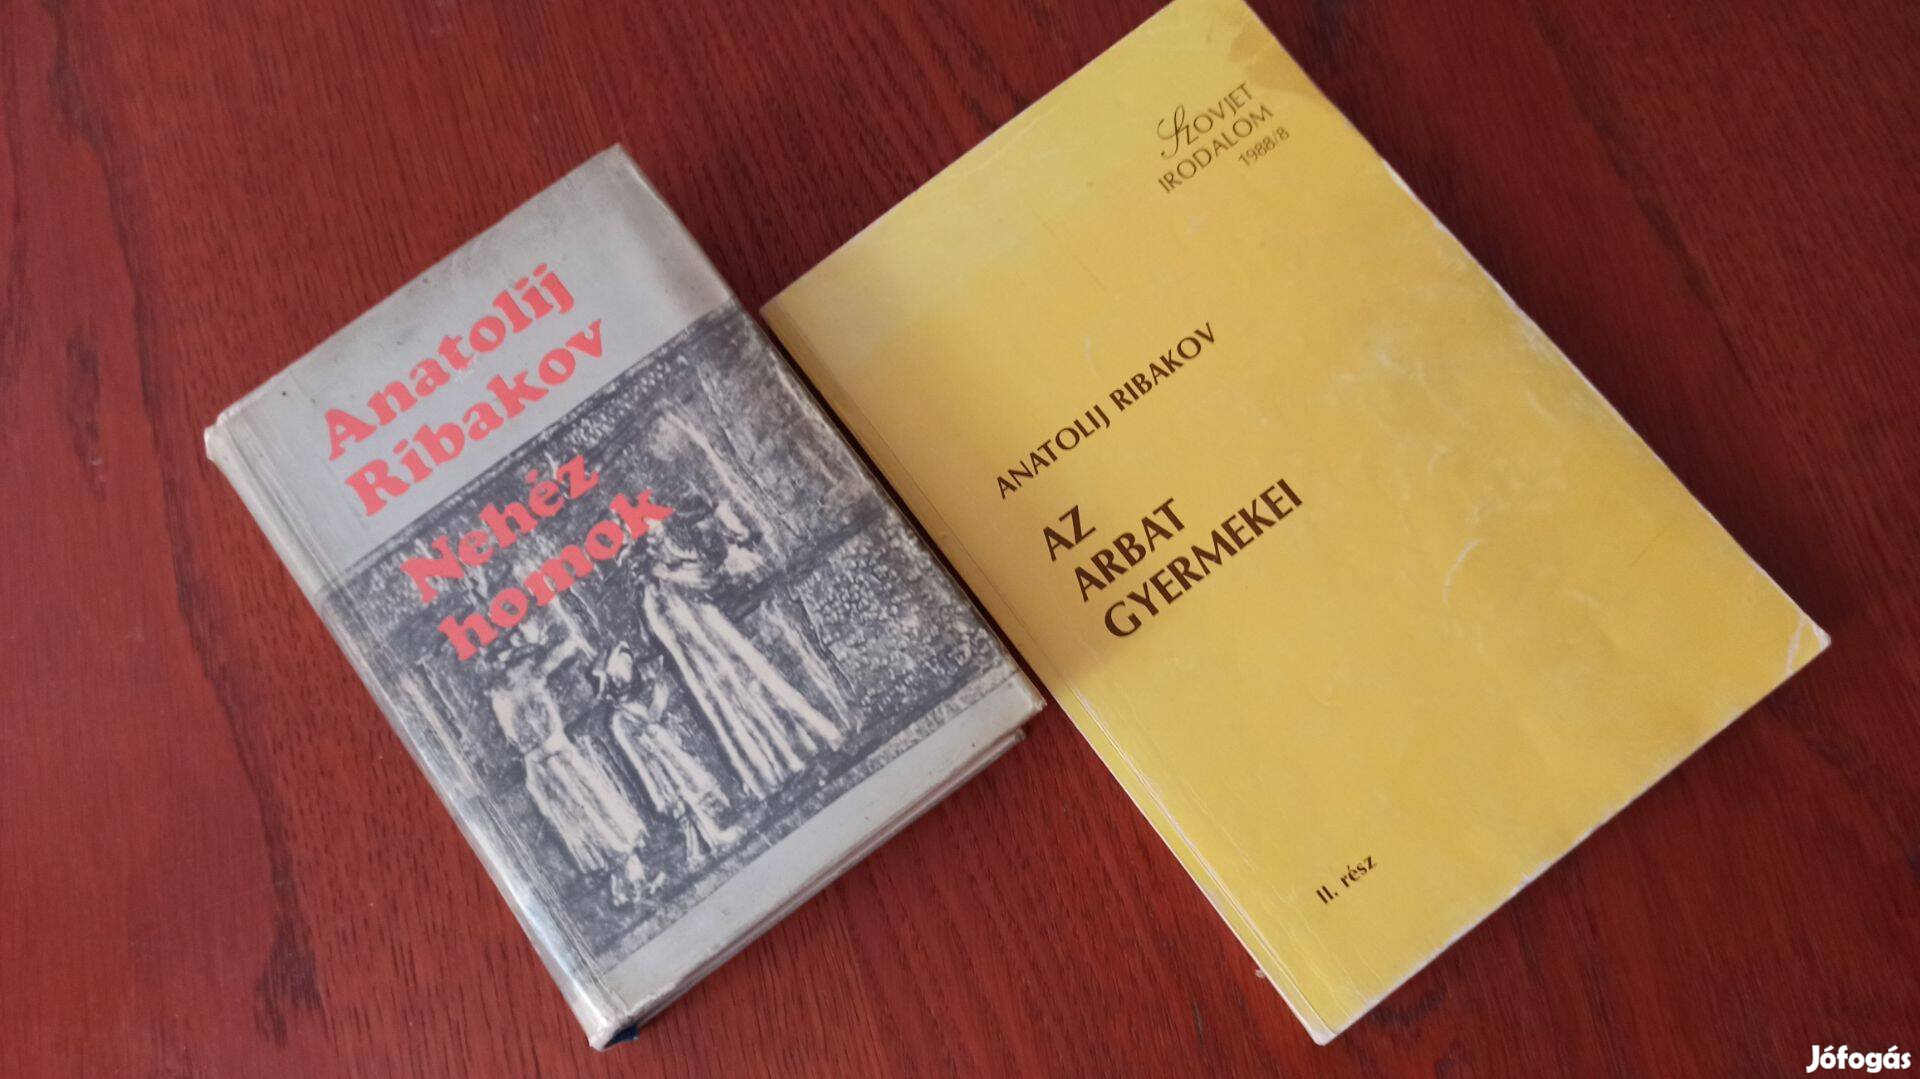 Anatolij
Ribakov
Nehéz
homok
SZOVJET
IRODALOM
1988/8
ANATOLIJ RIBAKOV
AZ
ARBAT
GYERMEKEI
II. rész
Jófogás